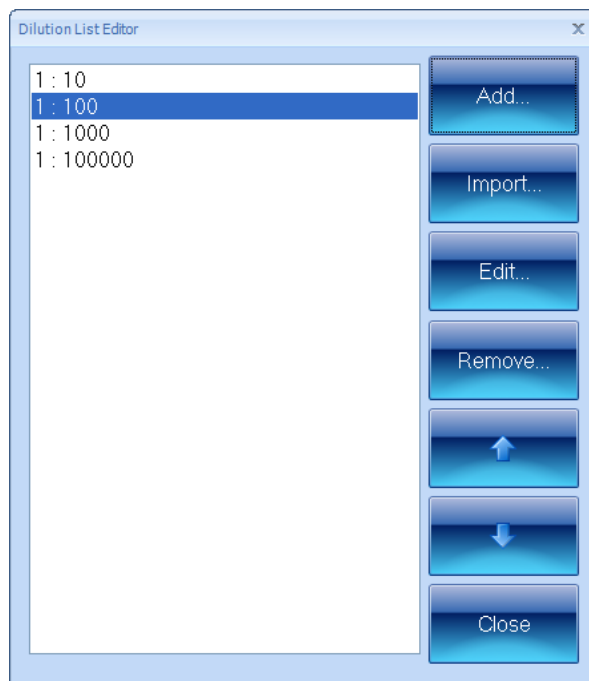 Dilution List Editor
1 : 10
1 : 100
1 : 1000
1 : 100000
Add...
Import...
Edit...
Remove...
Close